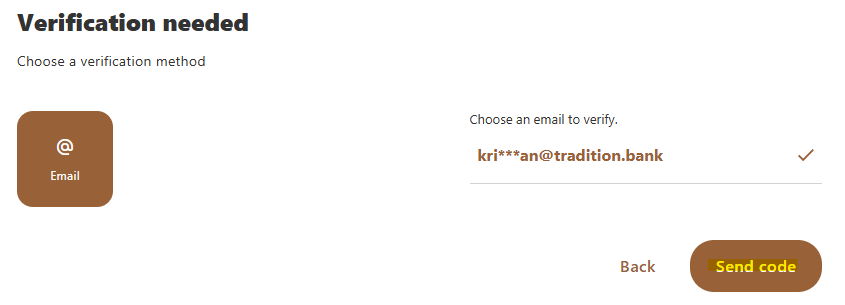 Verification needed
Choose a verification method
@
Email
Choose an email to verify.
kri***an@tradition.bank
Back
Send code